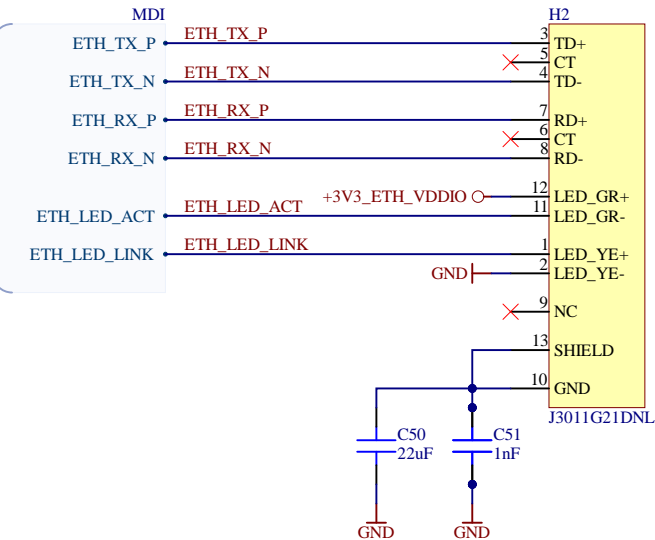 MDI
H2
ETH_TX_P
ETH_TX_P
3
TD+
5
CT
ETH_TX_N
ETH_TX_N
4
TD-
ETH_RX_P
ETH_RX_P
7
RD+
6
CT
ETH_RX_N
ETH_RX_N
8
RD-
+3V3_ETH_VDDIO
12
LED_GR+
ETH_LED_ACT
ETH_LED_ACT
11
LED_GR-
ETH_LED_LINK
ETH_LED_LINK
1
LED_YE+
GND
2
LED_YE-
9
NC
13
SHIELD
10
GND
J3011G21DNL
C50
22uF
C51
1nF
GND
GND